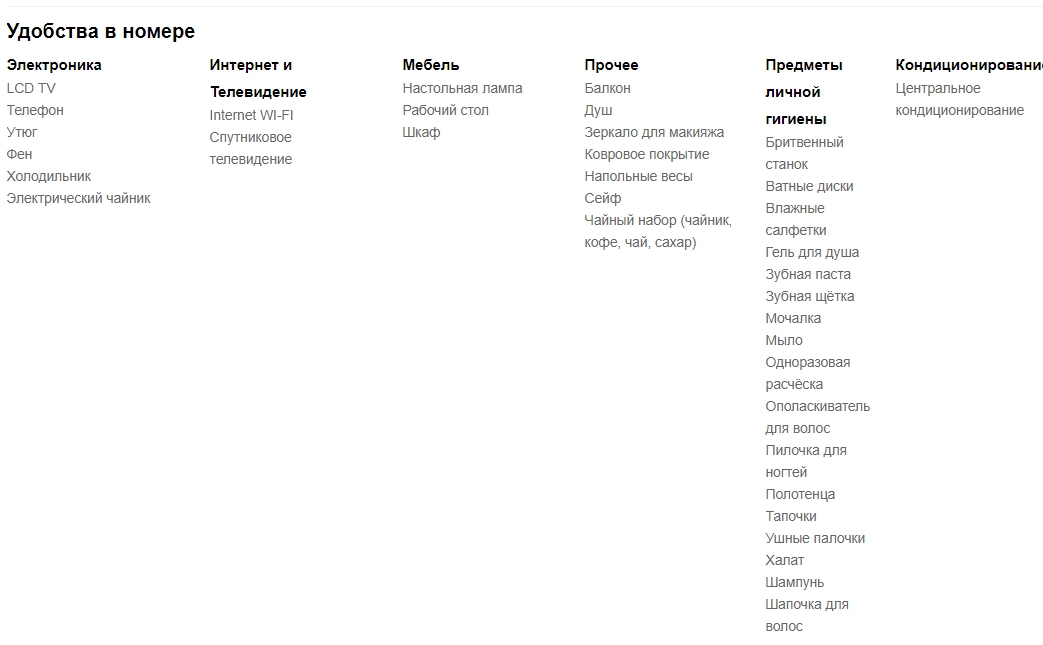 Удобства в номере
Электроника
LCD TV
Телефон
Утюг
Фен
Холодильник
Электрический чайник
Интернет и
Телевидение
Internet WI-FI
Спутниковое
телевидение
Мебель
Настольная лампа
Рабочий стол
Шкаф
Прочее
Балкон
Душ
Зеркало для макияжа
Ковровое покрытие
Напольные весы
Сейф
Чайный набор (чайник,
кофе, чай, сахар)
Предметы
личной
гигиены
Бритвенный
станок
Ватные диски
Влажные
салфетки
Гель для душа
Зубная паста
Зубная щётка
Мочалка
Мыло
Одноразовая
расчёска
Ополаскиватель
для волос
Пилочка для
ногтей
Полотенца
Тапочки
Ушные палочки
Халат
Шампунь
Шапочка для
волос
Кондиционировани
Центральное
кондиционирование